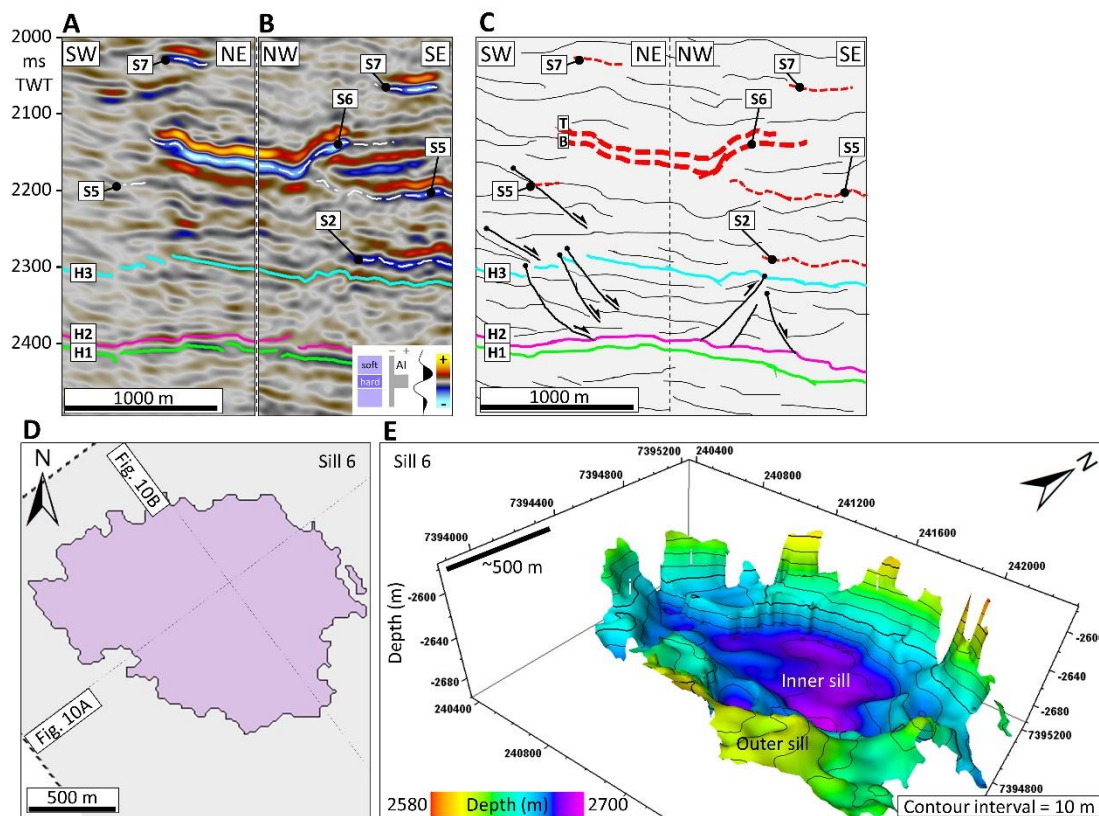 A
B
C
2000
ms
TWT
2100
2200
2300
2400
SW
NE
NW
SE
S7
S7
S6
S5
S5
S2
H3
H2
H1
1000 m
soft
hard
- +
AI
+
-
SW
NE
NW
SE
S7
S7
S6
T
B
S5
S5
S2
H3
H2
H1
1000 m
D
N
Sill 6
Fig. 10B
Fig. 10A
500 m
E
Sill 6
N
7395200
240400
7394800
240800
7394400
241200
7394000
241600
242000
~500 m
Depth (m)
-2600
-2640
-2680
240400
240800
-2600
-2640
-2680
7395200
7394800
Inner sill
Outer sill
2580
Depth (m)
2700
Contour interval = 10 m